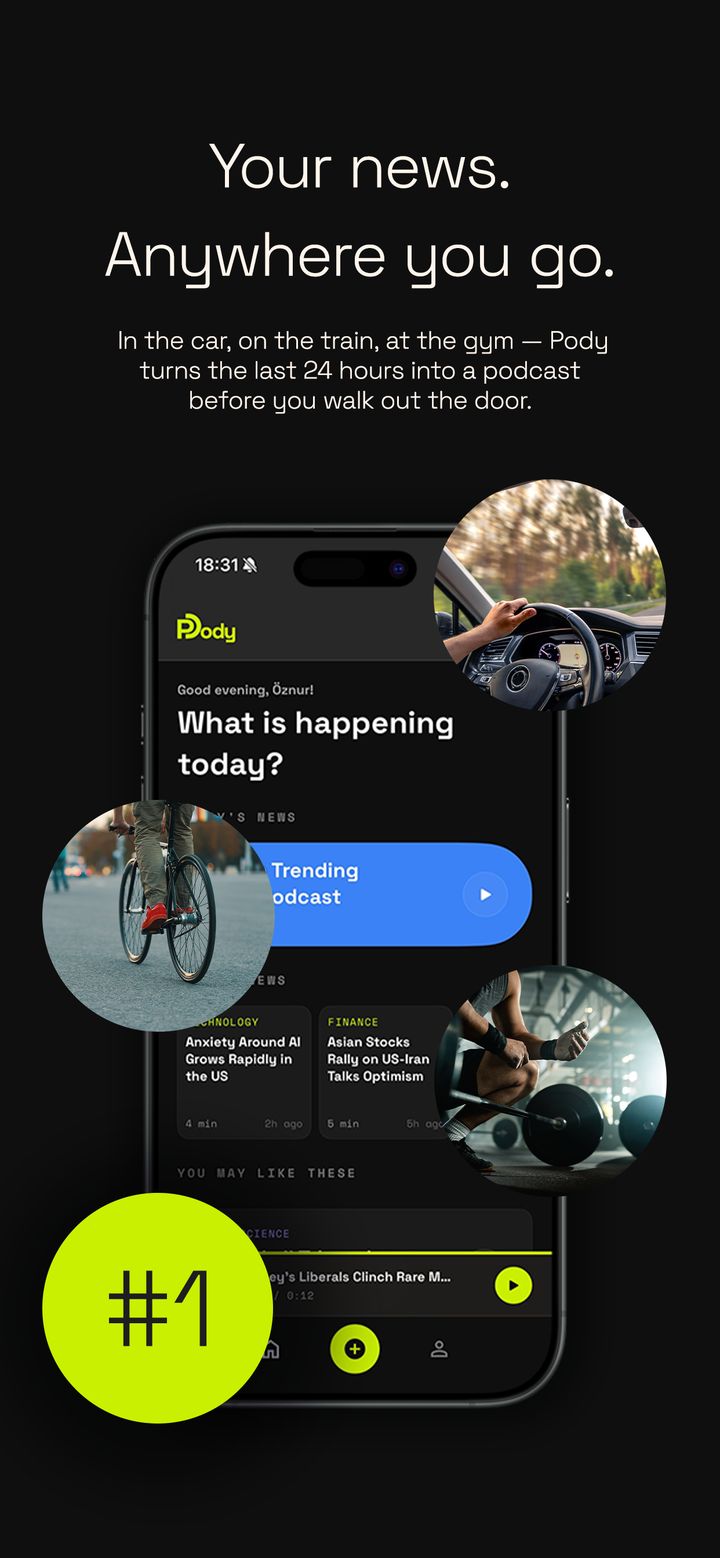 Your news.
Anywhere you go.
In the car, on the train, at the gym — Pody
turns the last 24 hours into a podcast
before you walk out the door.
18:31
Pody
Good evening, Öznur!
What is happening
today?
NEWS
Trending
FINANCE
Anxiety Around AI
Grows Rapidly in
the US
Asian Stocks
Rally on US-Iran
Talks Optimism
4 min
2h ago
5 min
5h ago
YOU MAY LIKE THESE
Liberals Clinch Rare M...
/ 0:12
#1